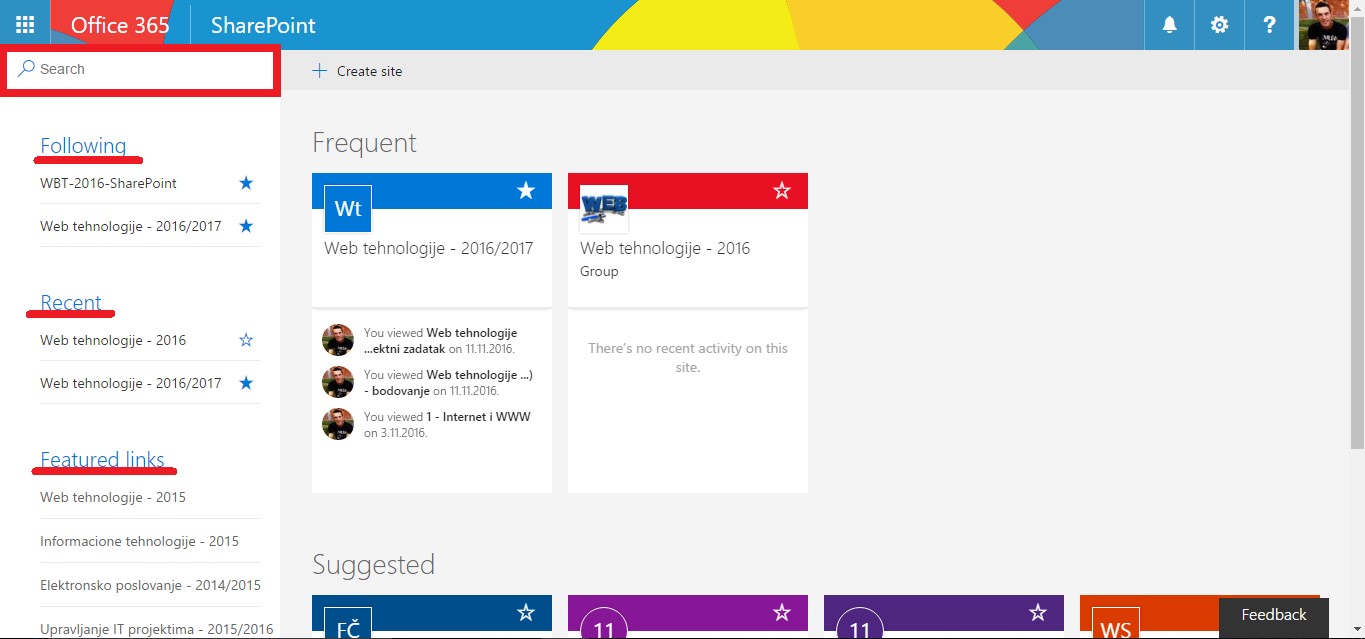 Office 365
SharePoint
?
Search
Create site
Following
WBT-2016-SharePoint
Web tehnologije - 2016/2017
Recent
Web tehnologije - 2016
Web tehnologije - 2016/2017
Featured links
Web tehnologije - 2015
Informacione tehnologije - 2015
Elektronsko poslovanje - 2014/2015
Upravljanje IT projektima - 2015/2016
Frequent
Wt
Web tehnologije - 2016/2017
You viewed Web tehnologije
...ektni zadatak on 11.11.2016.
You viewed Web tehnologije ...)
- bodovanje on 11.11.2016.
You viewed 1 - Internet i WWW
on 3.11.2016.
WEB
Web tehnologije - 2016
Group
There's no recent activity on this
site.
Suggested
FČ
11
11
WS
Feedback